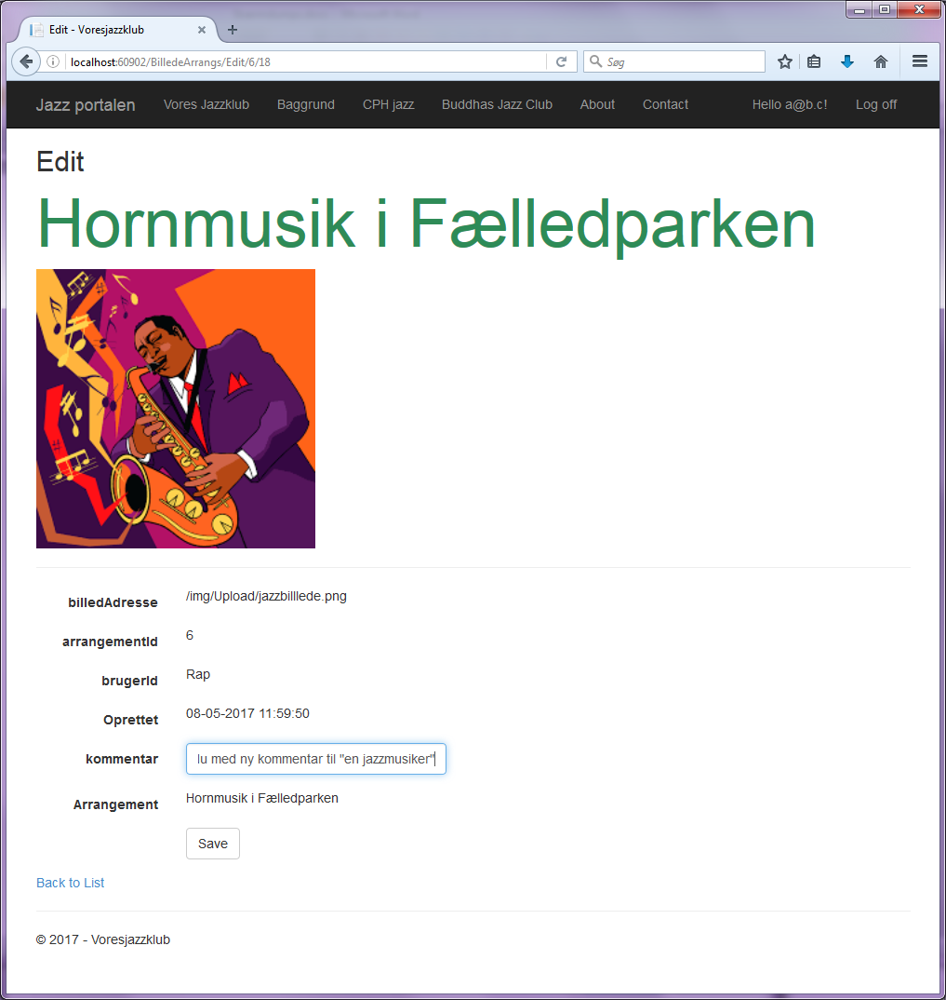 Edit - Voresjazzklub
localhost:60902/BilledeArrangs/Edit/6/18
Søg
Jazz portalen Vores Jazzklub Baggrund CPH jazz Buddhas Jazz Club About Contact Hello a@b.c! Log off
Edit
Hornmusik i Fælledparken
billedAdresse /img/Upload/jazzbilllede.png
arrangementId 6
brugerId Rap
Oprettet 08-05-2017 11:59:50
kommentar lu med ny kommentar til "en jazzmusiker"
Arrangement Hornmusik i Fælledparken
Save
Back to List
© 2017 - Voresjazzklub